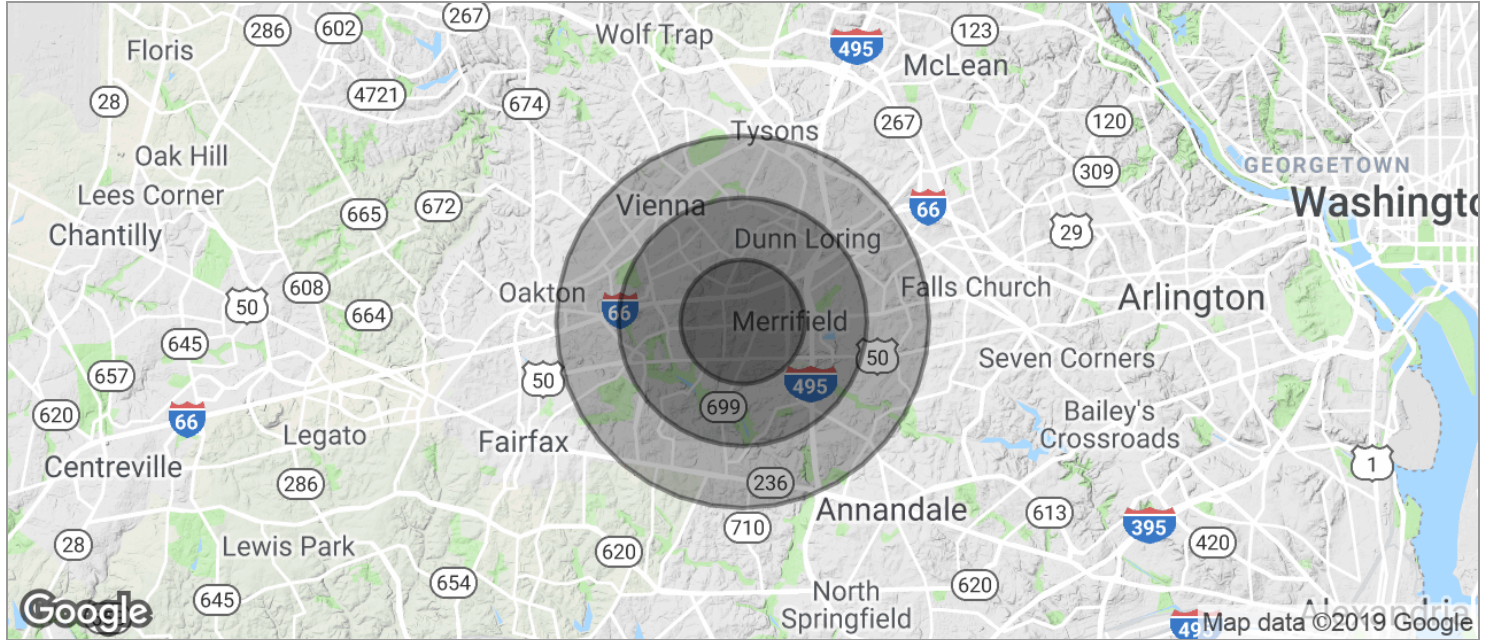 267
286
602
123
Wolf Trap
495
Floris
McLean
4721
28
674
120
267
Tysons
Oak Hill
GEORGETOWN
309
Lees Corner
Washingto
672
Vienna
66
665
29
Chantilly
Dunn Loring
608
Falls Church
Oakton
Arlington
50
66
664
Merrifield
645
Seven Corners
50
657
50
495
699
620
66
Bailey's
Crossroads
Legato
Fairfax
Centreville
1
286
236
Annandale
613
395
710
28
420
Lewis Park
620
654
620
North
Springfield
645
Alexandria
Google
495
Map data ©2019 Google